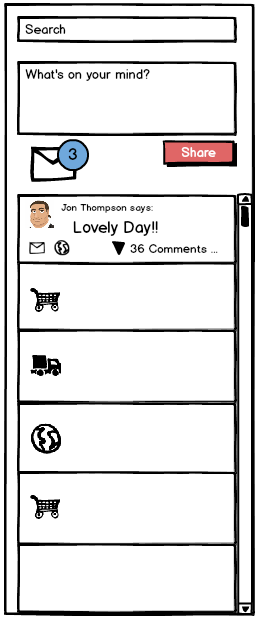 Search
What's on your mind?
3
Share
Jon Thompson says:
Lovely Day!!
36 Comments ...